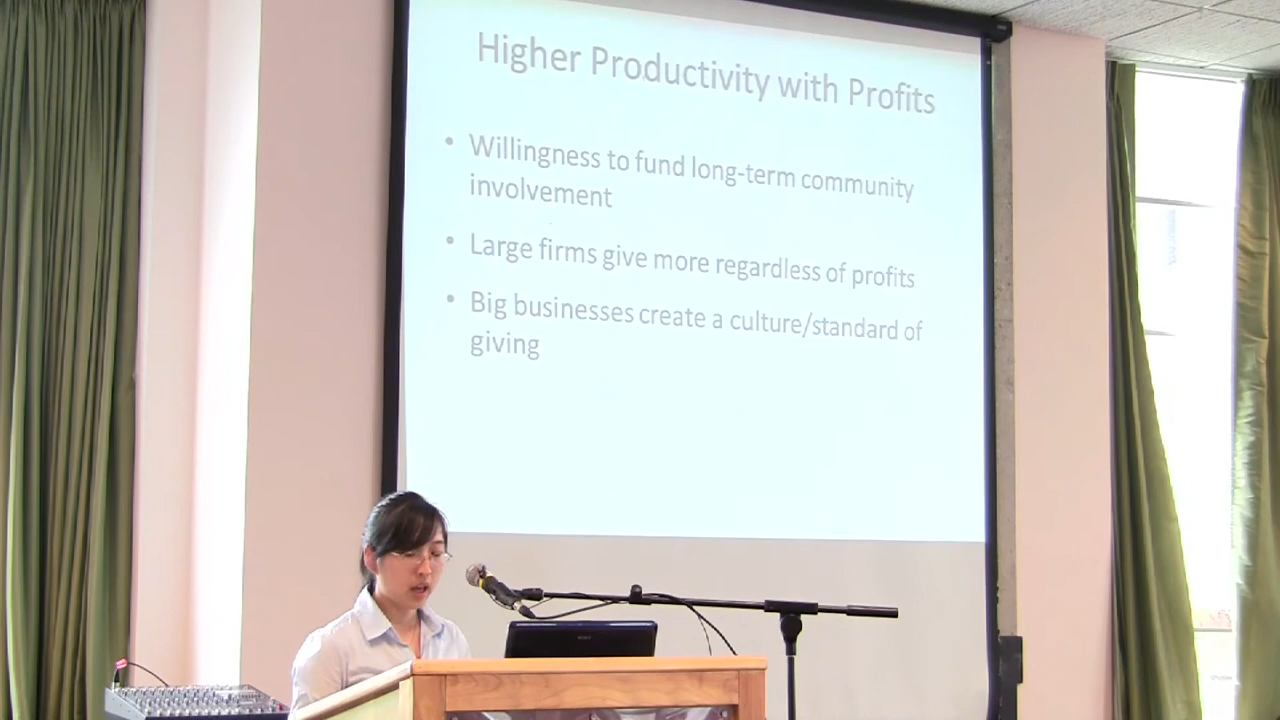 Higher Productivity with Profits
• Willingness to fund long-term community
involvement
• Large firms give more regardless of profits
• Big businesses create a culture/standard of
giving
SONY